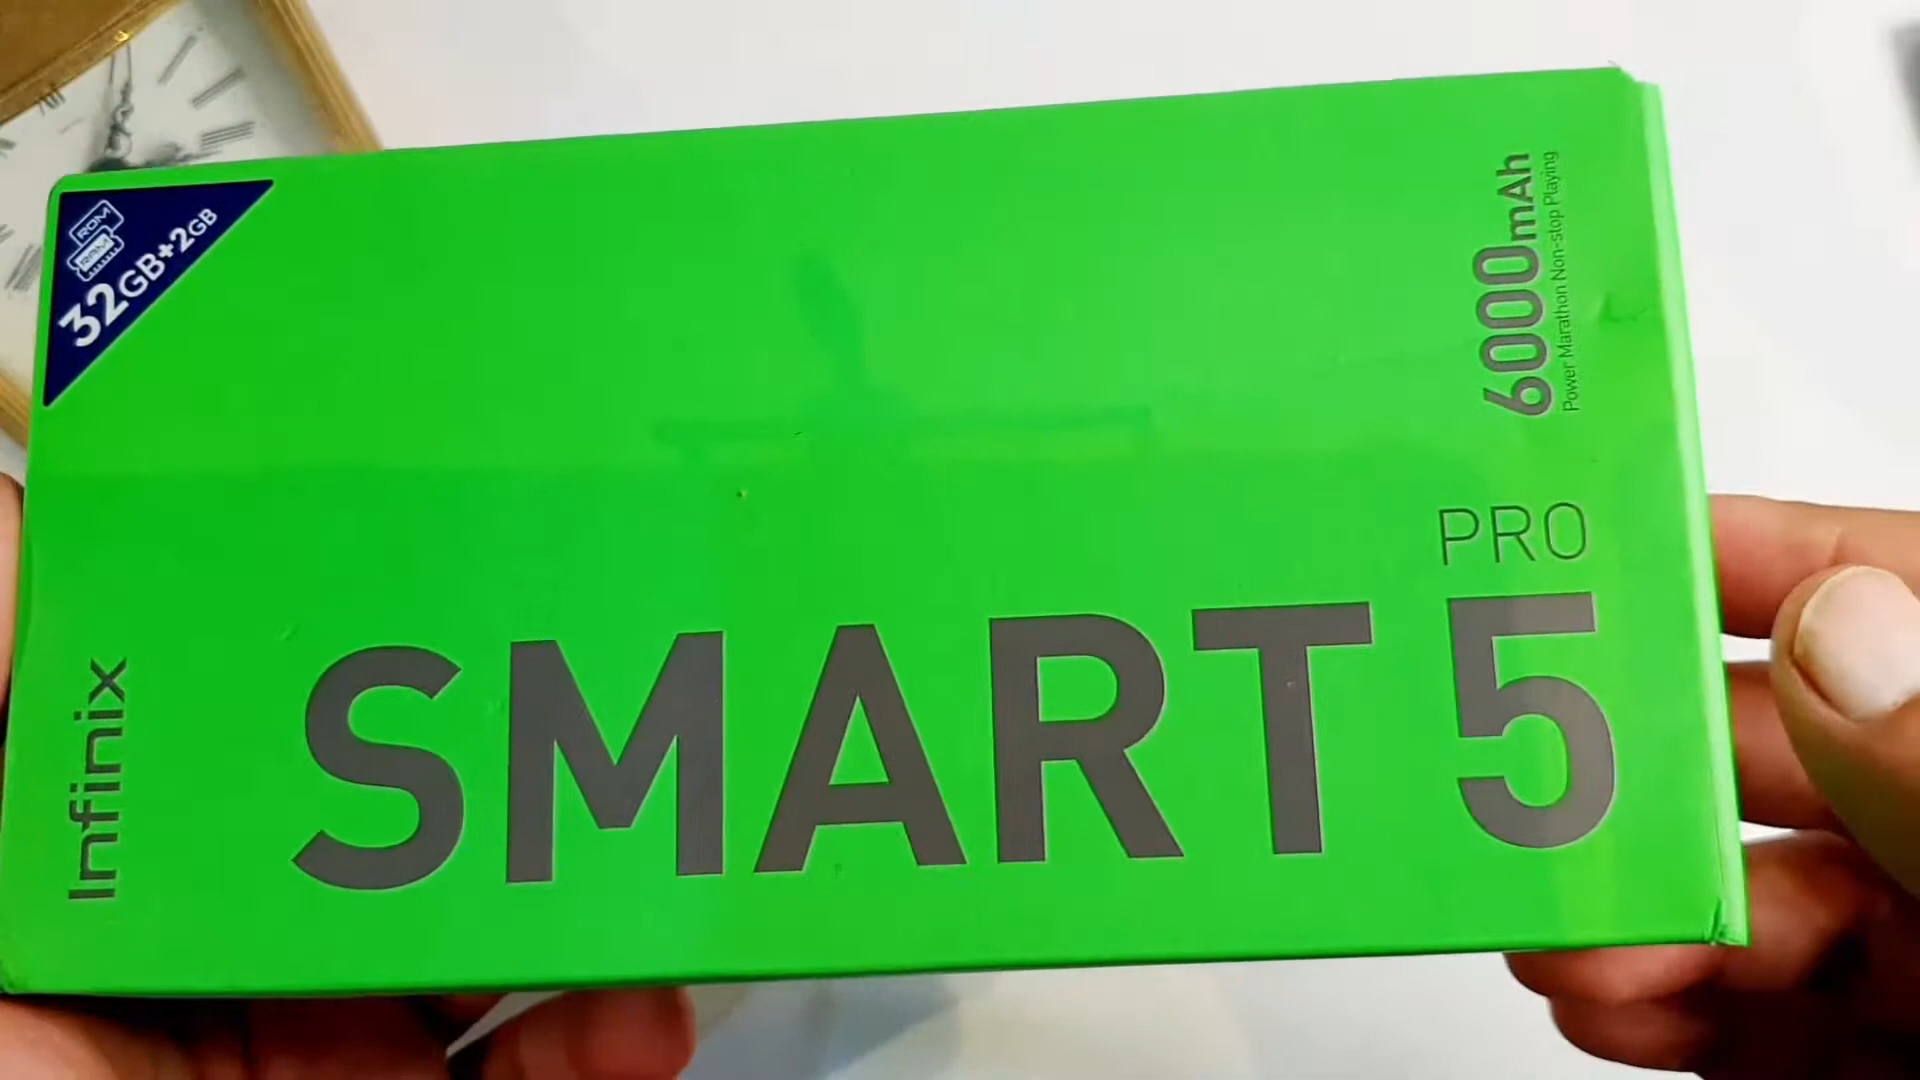 ROM
RAM
32GB+2GB
6000mAh
Power Marathon Non-stop Playing
PRO
SMART 5
Infinix